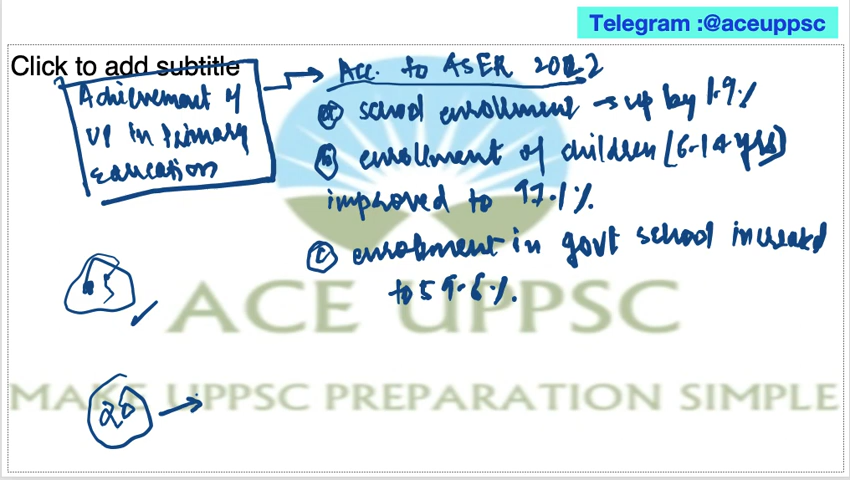 Telegram :@aceuppsc
Click to add subtitle
Achievement of
UP in Primary
education
Acc. to ASER 2022
(a) school enrollment → up by 1.9%
(b) enrollment of children (6-14 yrs)
improved to 97.1%
(c) enrolment in govt school increased
to 59.6%.
ACE UPPSC
MAKE UPPSC PREPARATION SIMPLE